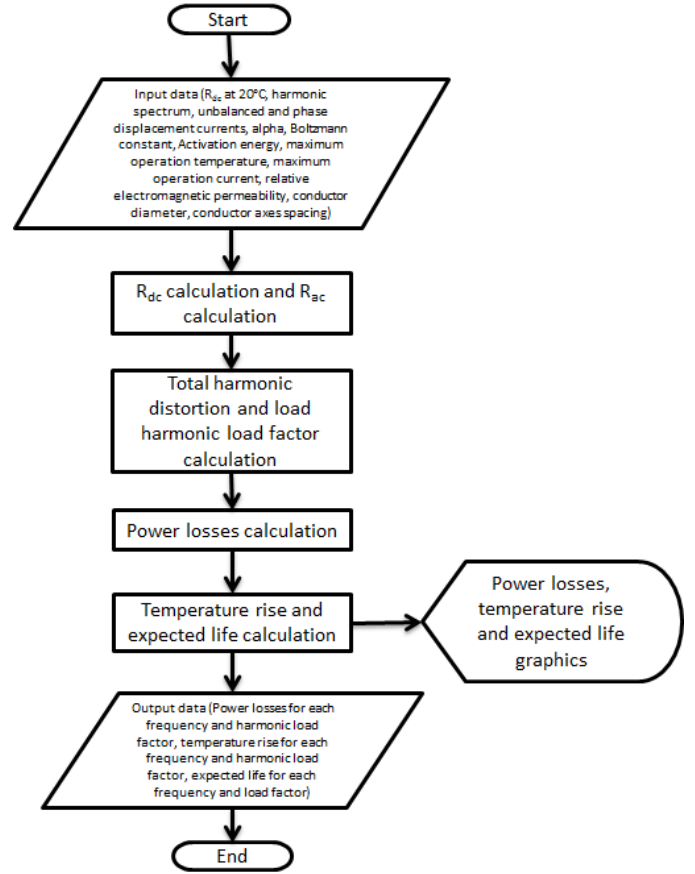 Start
Input data (Rdc at 20°C, harmonic
spectrum, unbalanced and phase
displacement currents, alpha, Boltzmann
constant, Activation energy, maximum
operation temperature, maximum
operation current, relative
electromagnetic permeability, conductor
diameter, conductor axes spacing)
Rdc calculation and Rac
calculation
Total harmonic
distortion and load
harmonic load factor
calculation
Power losses calculation
Temperature rise and
expected life calculation
Power losses,
temperature rise
and expected life
graphics
Output data (Power losses for each
frequency and harmonic load
factor, temperature rise for each
frequency and harmonic load
factor, expected life for each
frequency and load factor)
End